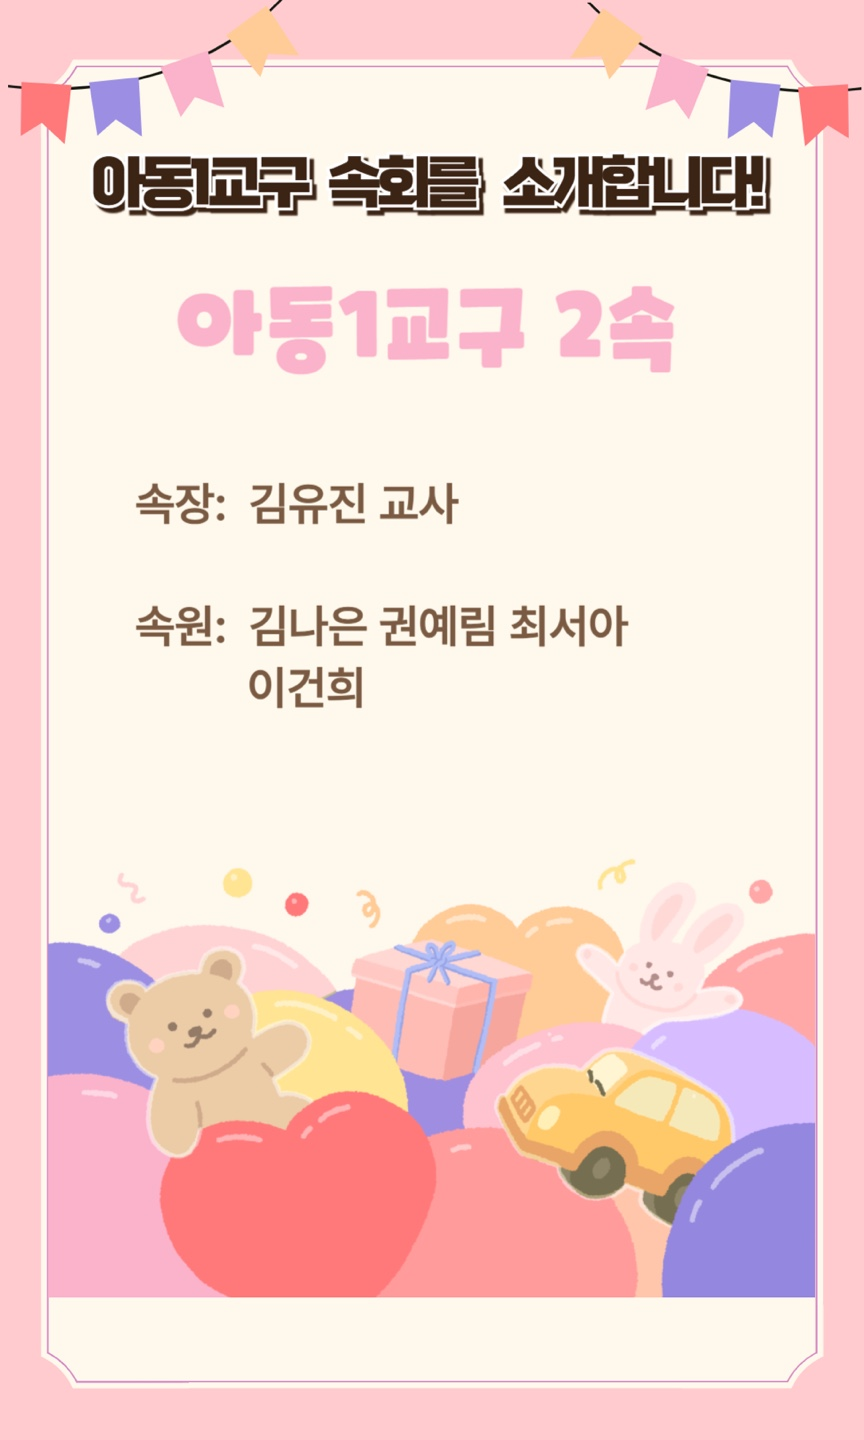 아동1교구 속회를 소개합니다!
아동1교구 2속
속장: 김유진 교사
속원: 김나은 권예림 최서아
이건희